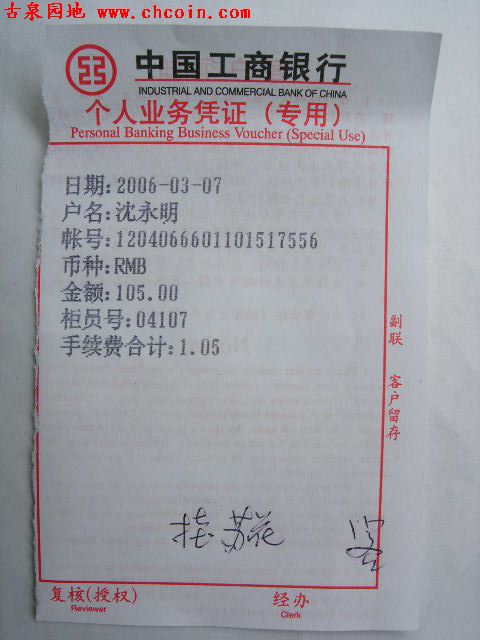 古泉园地 www.chcoin.com
中国工商银行
INDUSTRIAL AND COMMERCIAL BANK OF CHINA
个人业务凭证（专用）
Personal Banking Business Voucher (Special Use)
日期:2006-03-07
户名:沈永明
帐号:1204066601101517556
币种:RMB
金额:105.00
柜员号:04107
手续费合计:1.05
副联 客户留存
复核(授权)
Reviewer
经办
Clerk